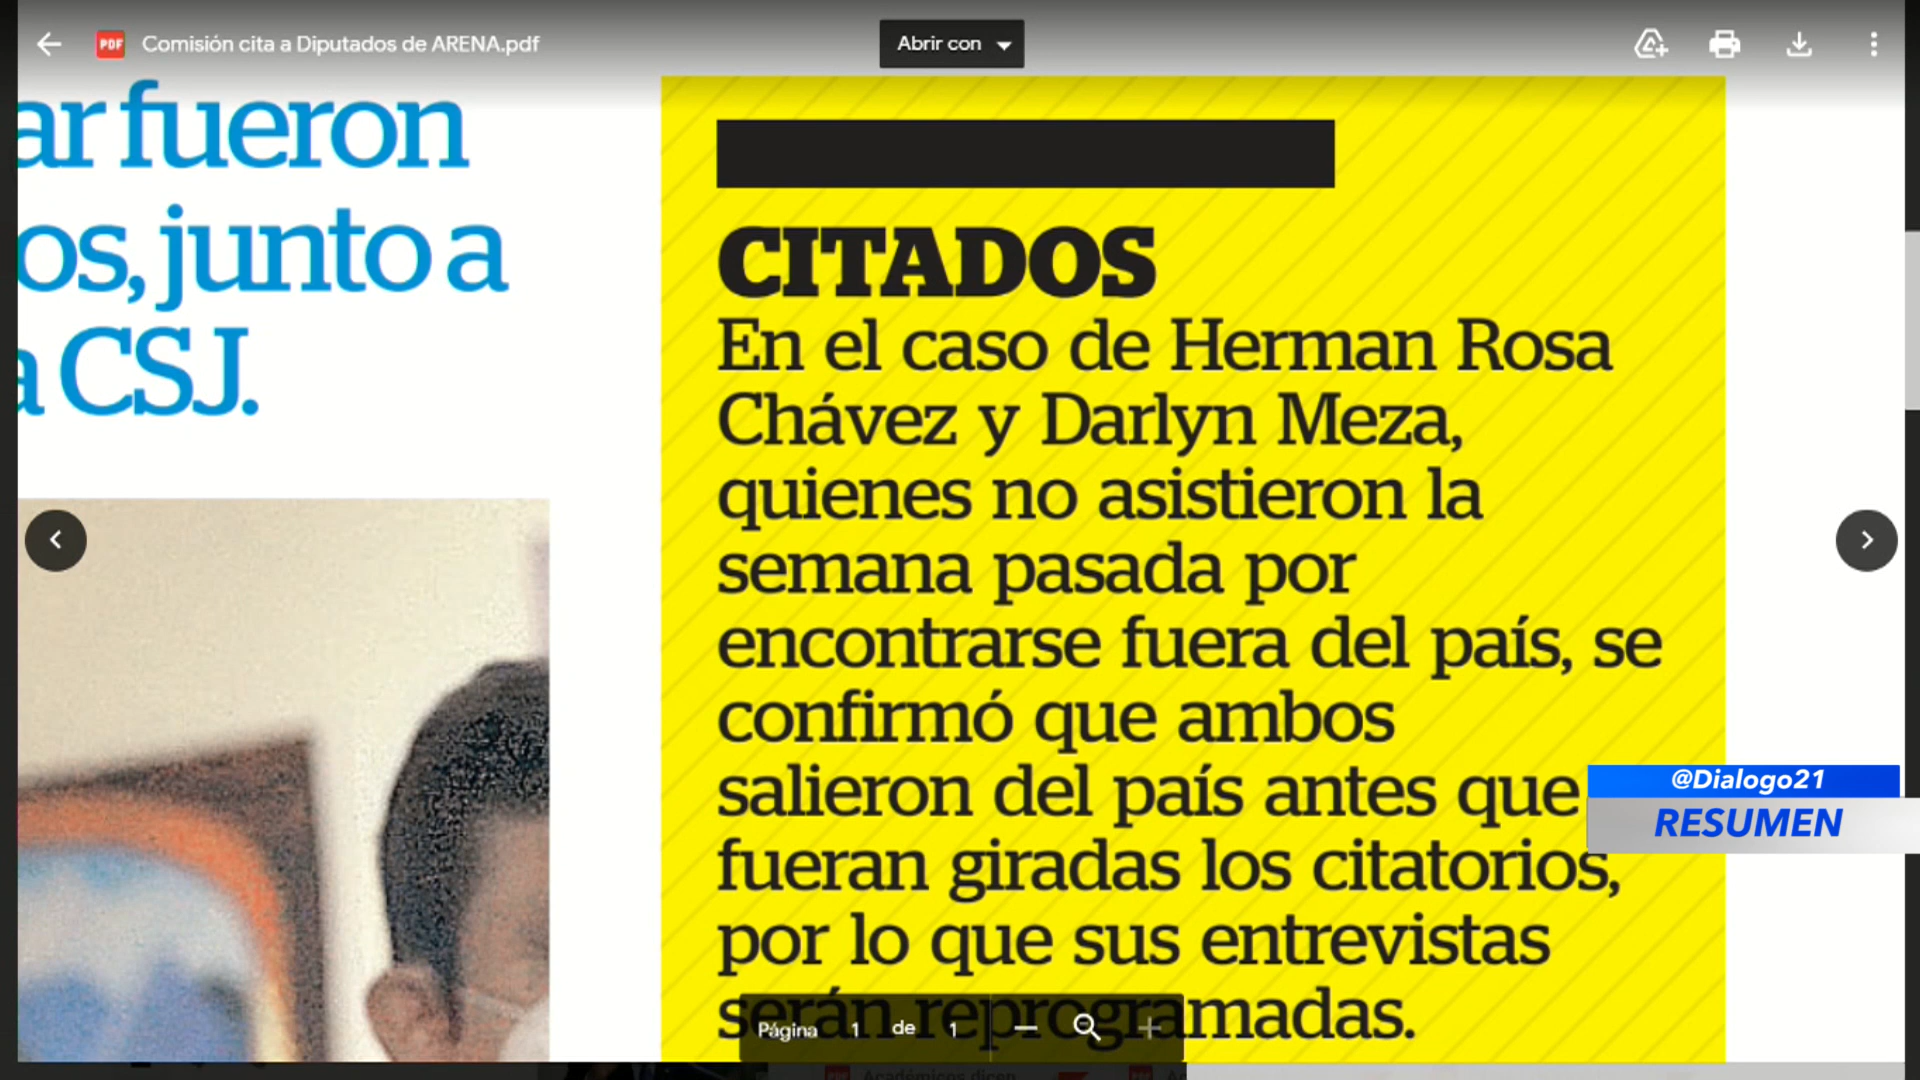 Comisión cita a Diputados de ARENA.pdf
Abrir con
ar fueron
os, junto a
a CSJ.
CITADOS
En el caso de Herman Rosa
Chávez y Darlyn Meza,
quienes no asistieron la
semana pasada por
encontrarse fuera del país, se
confirmó que ambos
salieron del país antes que
fueran giradas los citatorios,
por lo que sus entrevistas
serán reprogramadas.
@Dialogo21
RESUMEN
Página 1 de 1
Académicos dicen